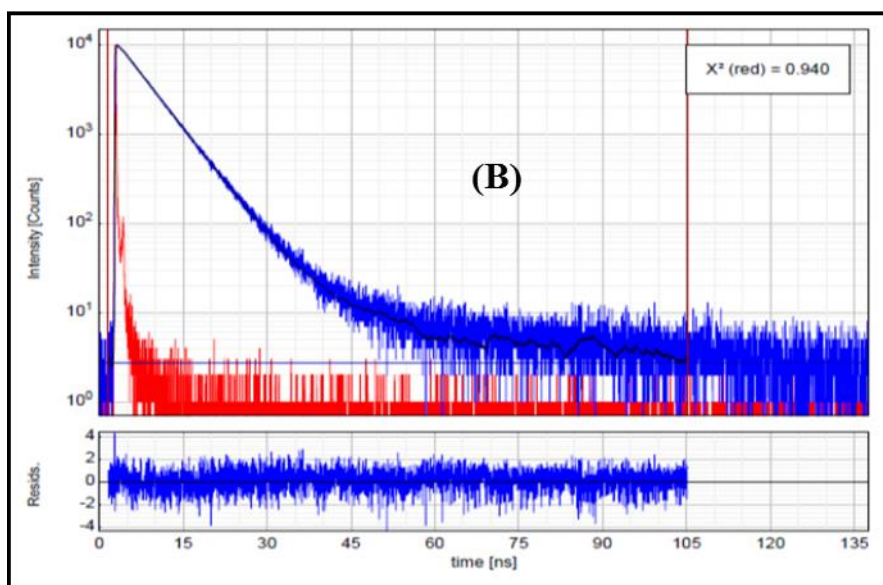 10⁴
X² (red) = 0.940
10³
(B)
Intensity [Counts]
10²
10¹
10⁰
4
2
0
-2
-4
Resids.
0 15 30 45 60 75 90 105 120 135
time [ns]